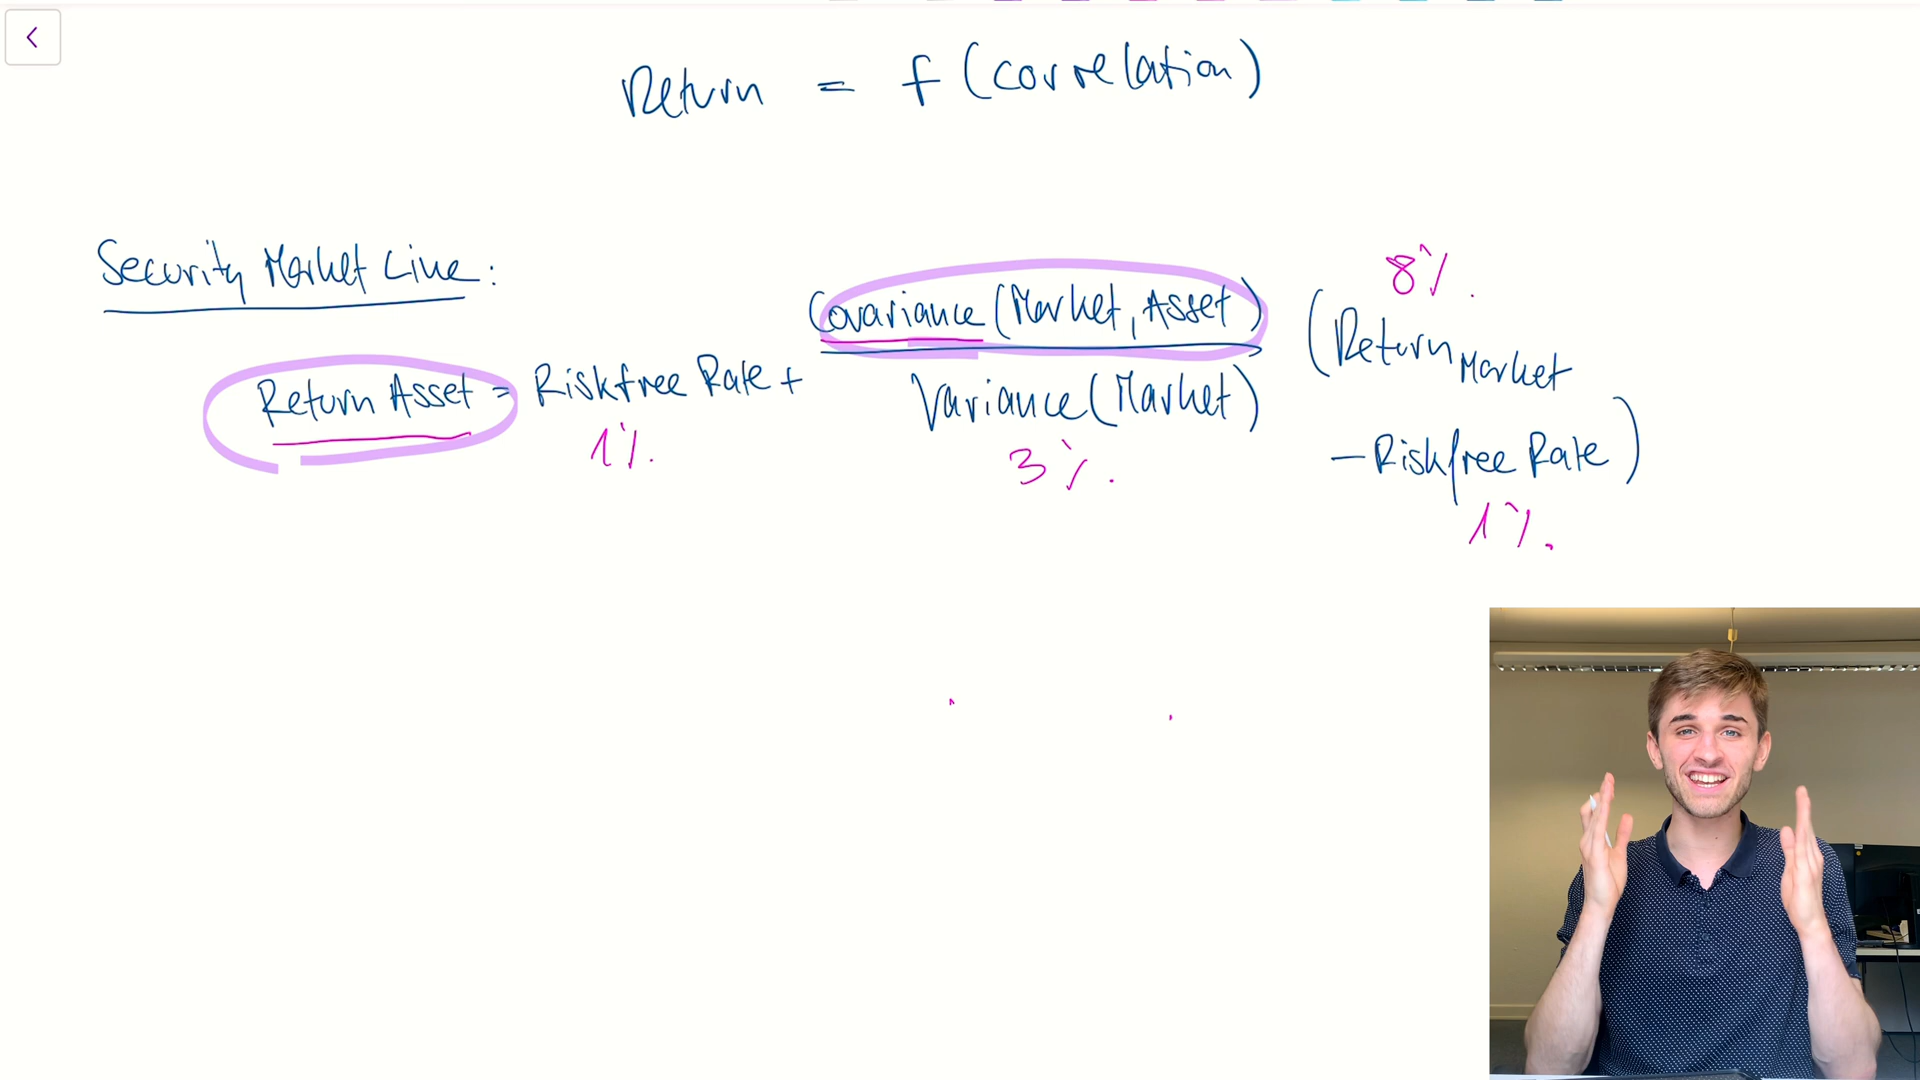 Return = f (correlation)
Security Market Line:
8%.
Covariance (Market, Asset)
(Return Market
Return Asset = Riskfree Rate +
Variance (Market)
- Riskfree Rate)
1%.
3%.
1%.